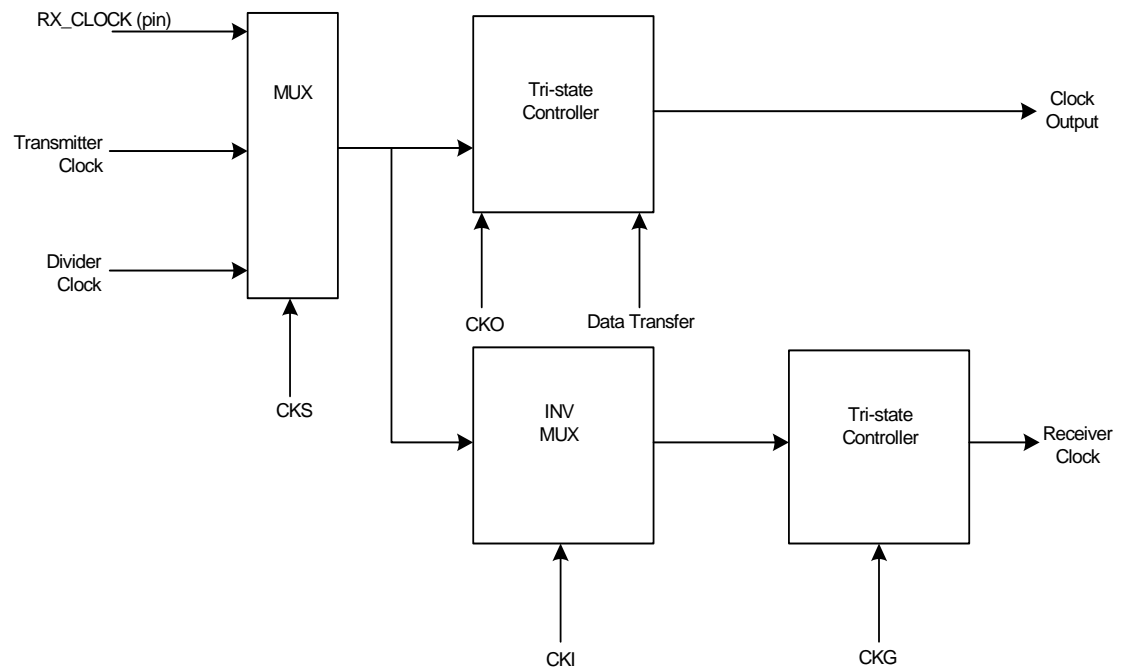 RX_CLOCK (pin)
MUX
Tri-state
Controller
Clock
Output
Transmitter
Clock
Divider
Clock
CKO
Data Transfer
CKS
INV
MUX
Tri-state
Controller
Receiver
Clock
CKI
CKG